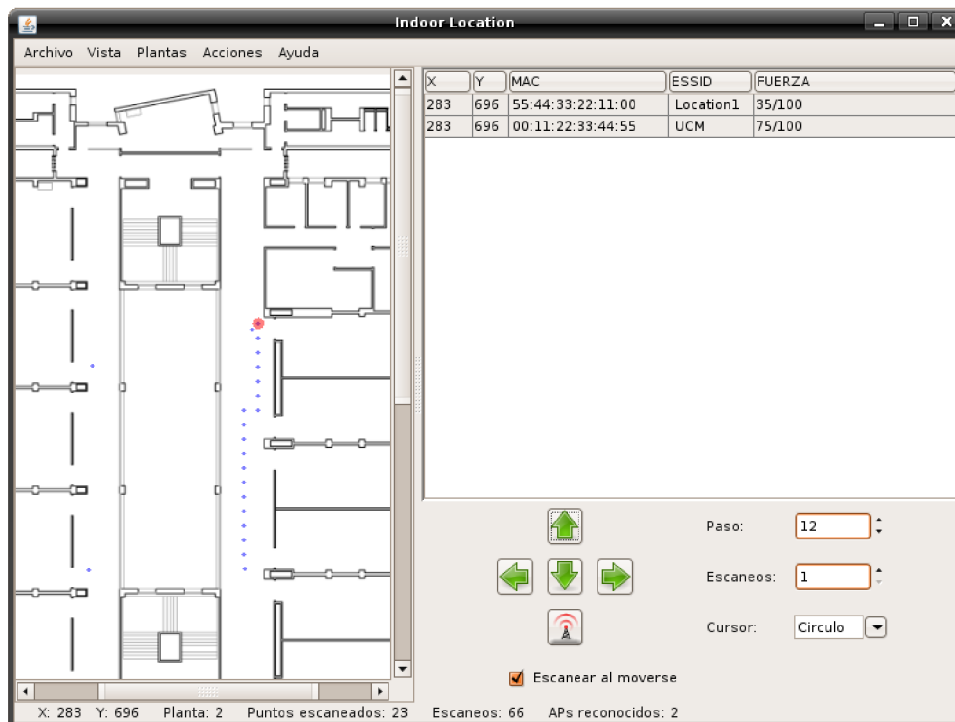 Indoor Location
Archivo Vista Plantas Acciones Ayuda
X Y MAC ESSID FUERZA
283 696 55:44:33:22:11:00 Location1 35/100
283 696 00:11:22:33:44:55 UCM 75/100
Paso: 12
Escaneos: 1
Cursor: Circulo
Escanear al moverse
X: 283 Y: 696 Planta: 2 Puntos escaneados: 23 Escaneos: 66 APs reconocidos: 2